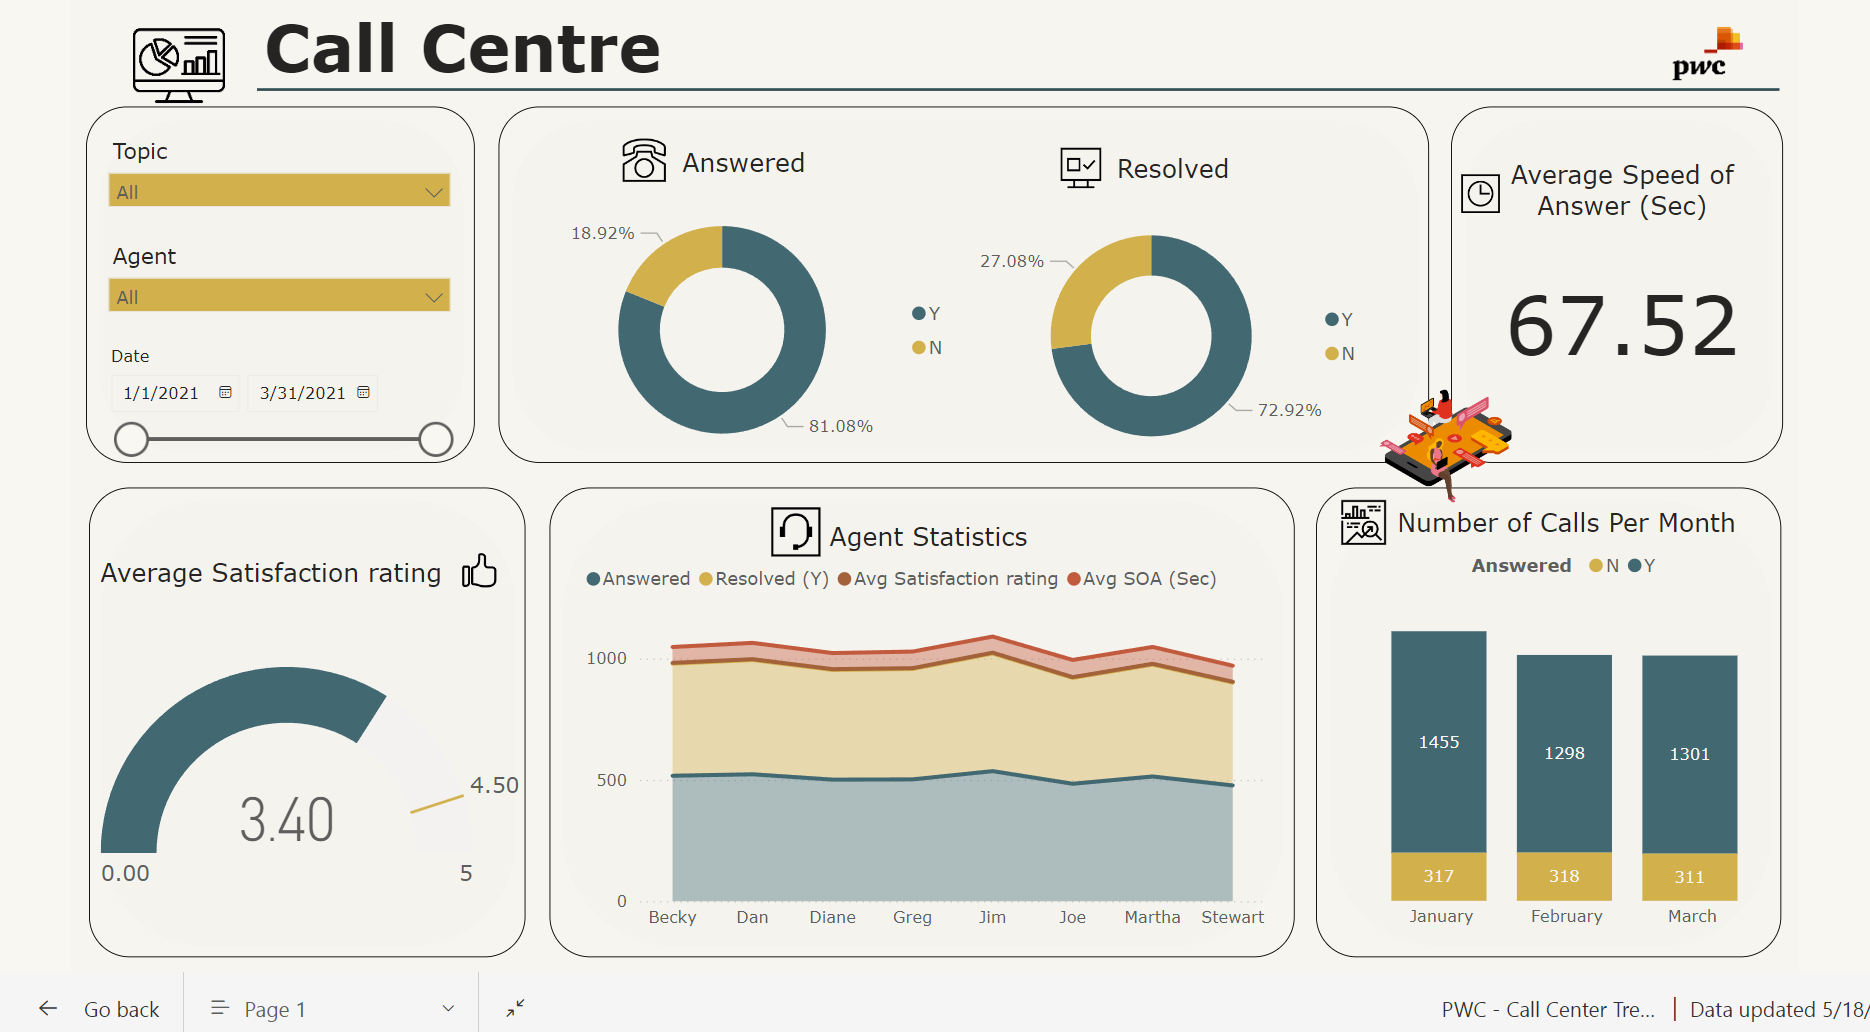 Call Centre
pwc
Topic
All
Agent
All
Date
1/1/2021
3/31/2021
Answered
18.92%
81.08%
Y
N
Resolved
27.08%
72.92%
Y
N
Average Speed of
Answer (Sec)
67.52
Average Satisfaction rating
3.40
4.50
0.00
5
Agent Statistics
Answered Resolved (Y) Avg Satisfaction rating Avg SOA (Sec)
1000
500
0
Becky Dan Diane Greg Jim Joe Martha Stewart
Number of Calls Per Month
Answered N Y
1455 1298 1301
317 318 311
January February March
Go back
Page 1
PWC - Call Center Tre...
Data updated 5/18/